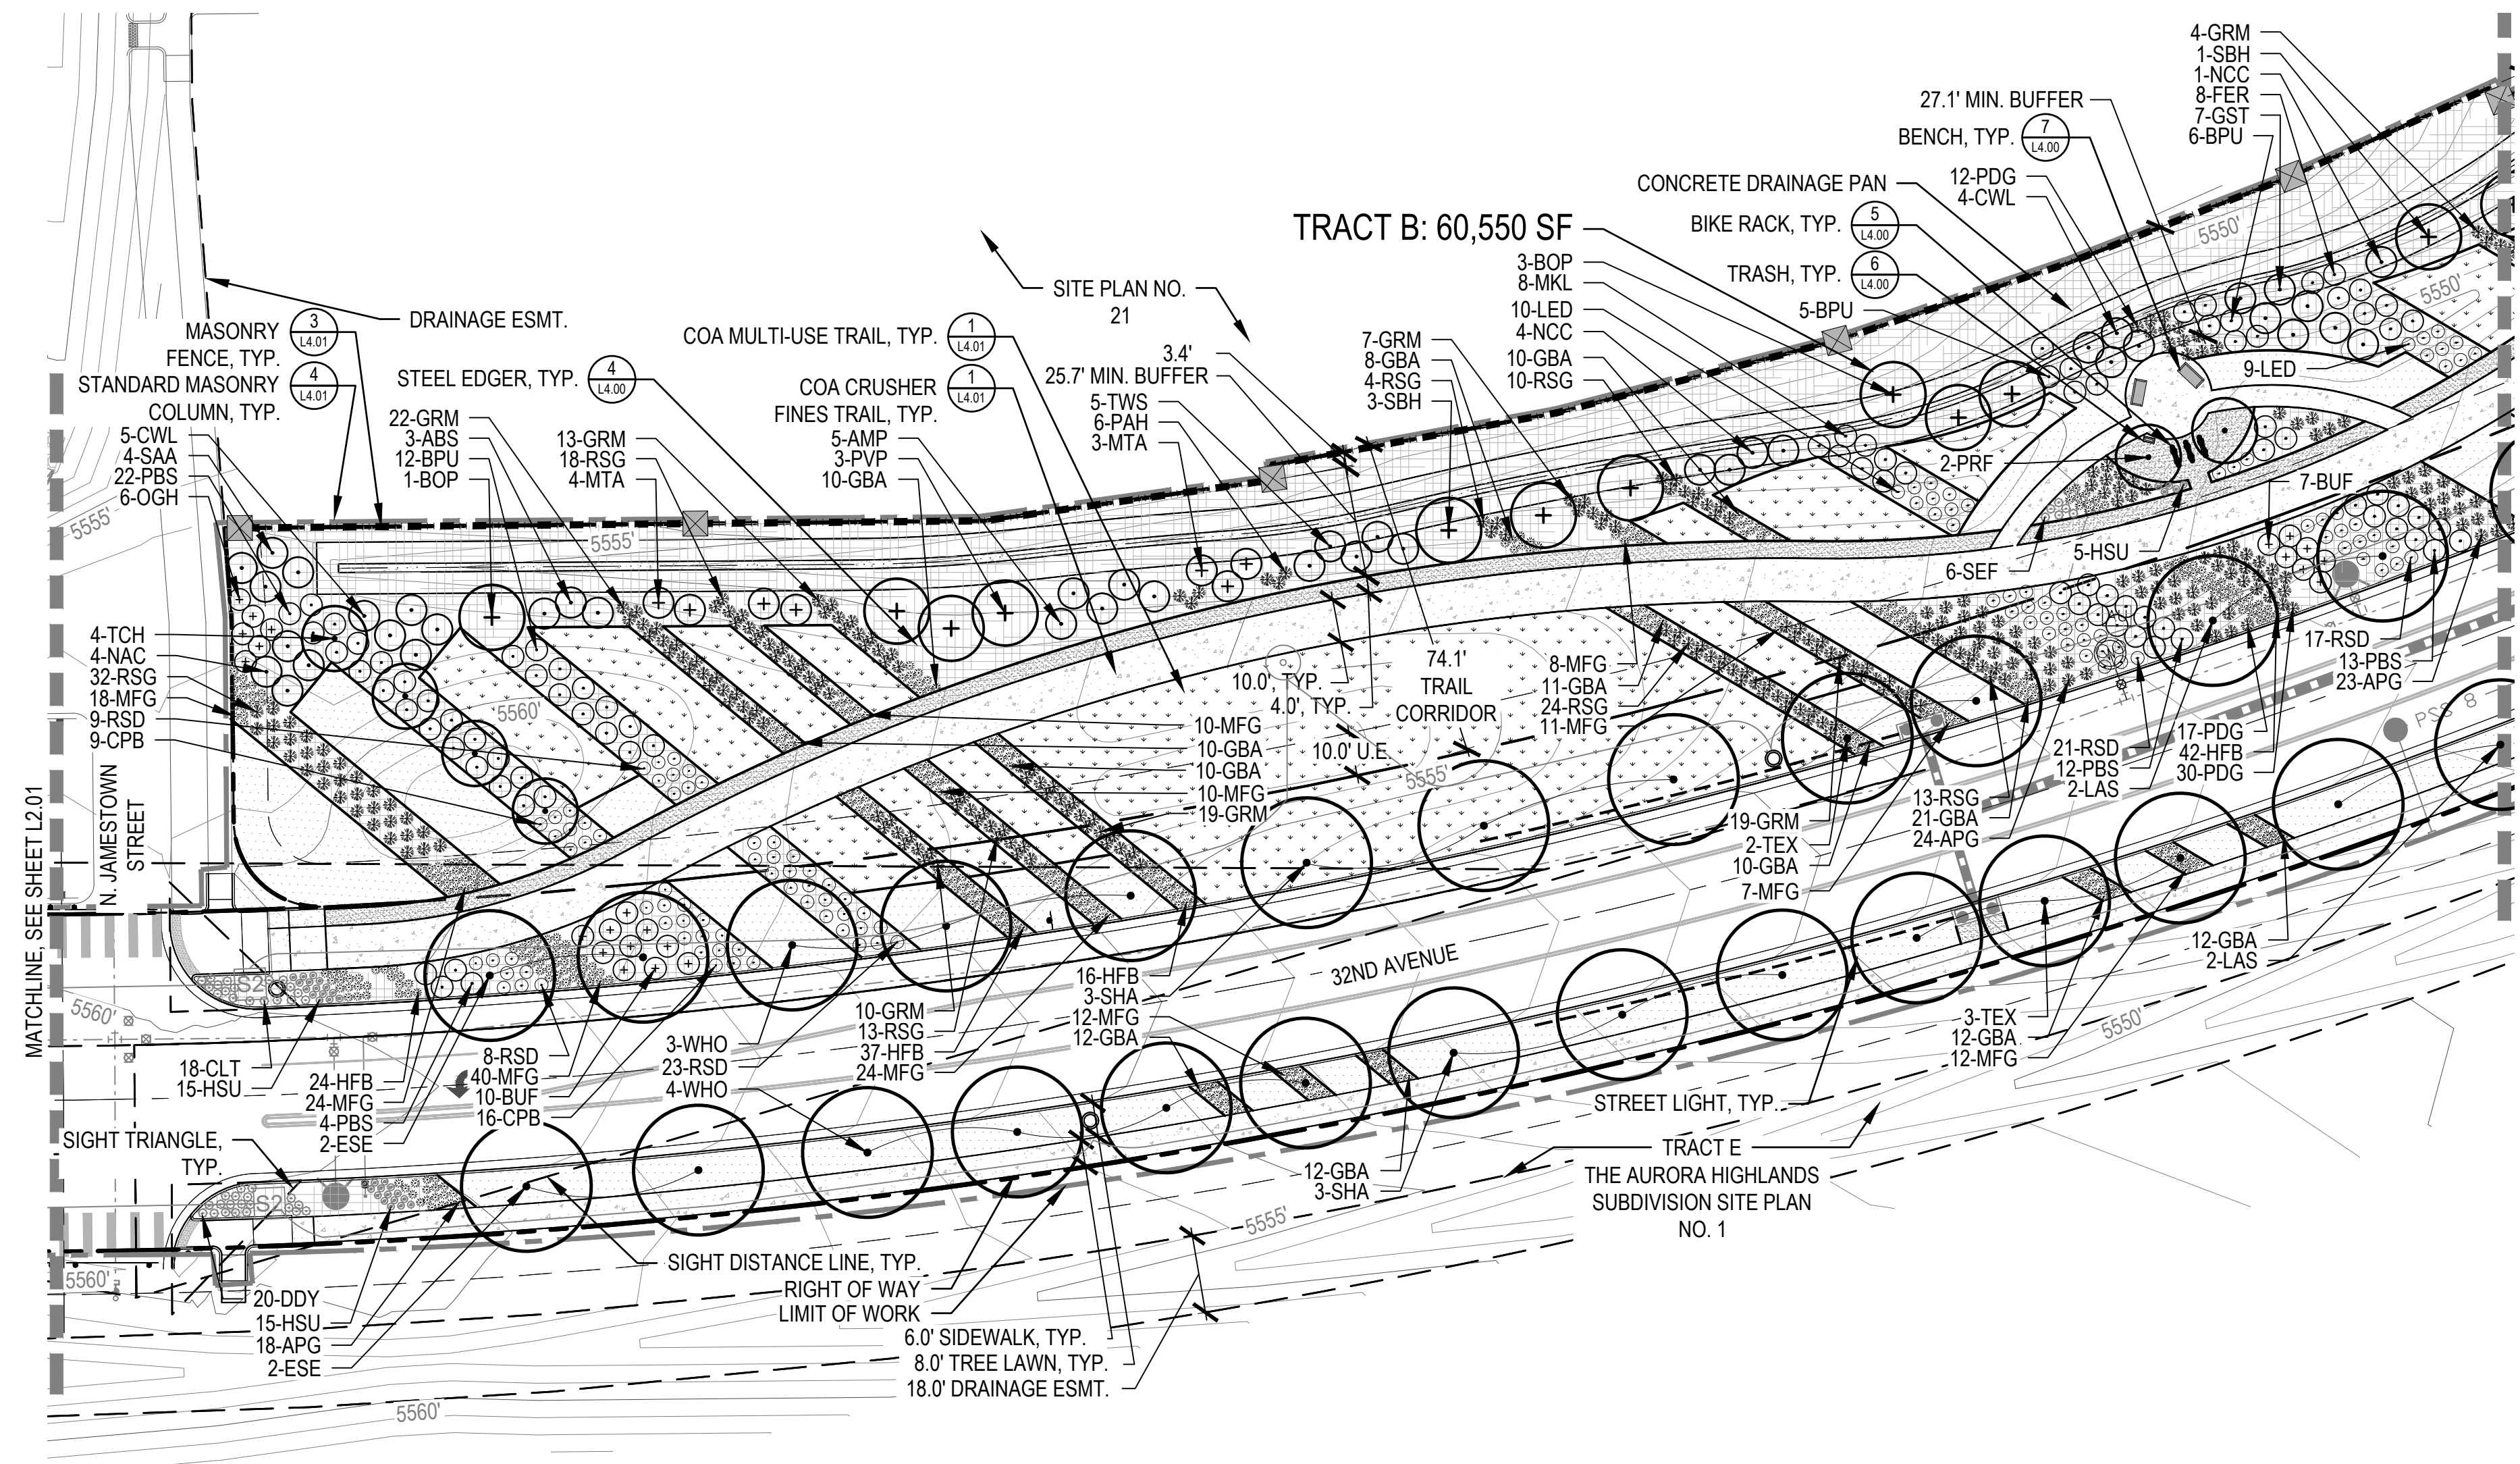 4-GRM
1-SBH
1-NCC
8-FER
7-GST
6-BPU
27.1' MIN. BUFFER
BENCH, TYP.
7
L4.00
CONCRETE DRAINAGE PAN
12-PDG
4-CWL
BIKE RACK, TYP.
5
L4.00
TRASH, TYP.
6
L4.00
5-BPU
TRACT B: 60,550 SF
3-BOP
8-MKL
10-LED
4-NCC
10-GBA
10-RSG
SITE PLAN NO.
21
DRAINAGE ESMT.
MASONRY
FENCE, TYP.
3
L4.01
STANDARD MASONRY
COLUMN, TYP.
4
L4.01
5-CWL
4-SAA
22-PBS
6-OGH
STEEL EDGER, TYP.
4
L4.00
22-GRM
3-ABS
12-BPU
1-BOP
13-GRM
18-RSG
4-MTA
COA MULTI-USE TRAIL, TYP.
1
L4.01
COA CRUSHER
FINES TRAIL, TYP.
1
L4.01
5-AMP
3-PVP
10-GBA
3.4'
25.7' MIN. BUFFER
5-TWS
6-PAH
3-MTA
7-GRM
8-GBA
4-RSG
3-SBH
5550'
5550'
9-LED
2-PRF
7-BUF
5-HSU
6-SEF
5555'
5555'
4-TCH
4-NAC
32-RSG
18-MFG
9-RSD
9-CPB
5560'
10.0', TYP.
4.0', TYP.
74.1'
TRAIL
CORRIDOR
10.0' U.E.
5555'
10-MFG
10-GBA
10-GBA
10-MFG
19-GRM
8-MFG
11-GBA
24-RSG
11-MFG
17-RSD
13-PBS
23-APG
PSS 8
17-PDG
42-HFB
30-PDG
21-RSD
12-PBS
2-LAS
13-RSG
21-GBA
24-APG
19-GRM
2-TEX
10-GBA
7-MFG
N. JAMESTOWN
STREET
MATCHLINE, SEE SHEET L2.01
S2
5560'
18-CLT
15-HSU
24-HFB
24-MFG
4-PBS
2-ESE
8-RSD
40-MFG
10-BUF
16-CPB
3-WHO
23-RSD
4-WHO
10-GRM
13-RSG
37-HFB
24-MFG
16-HFB
3-SHA
12-MFG
12-GBA
32ND AVENUE
12-GBA
2-LAS
3-TEX
12-GBA
12-MFG
5550'
STREET LIGHT, TYP.
12-GBA
3-SHA
TRACT E
THE AURORA HIGHLANDS
SUBDIVISION SITE PLAN
NO. 1
SIGHT TRIANGLE,
TYP.
S2
5555'
5560'
20-DDY
15-HSU
18-APG
2-ESE
SIGHT DISTANCE LINE, TYP.
RIGHT OF WAY
LIMIT OF WORK
6.0' SIDEWALK, TYP.
8.0' TREE LAWN, TYP.
18.0' DRAINAGE ESMT.
5560'